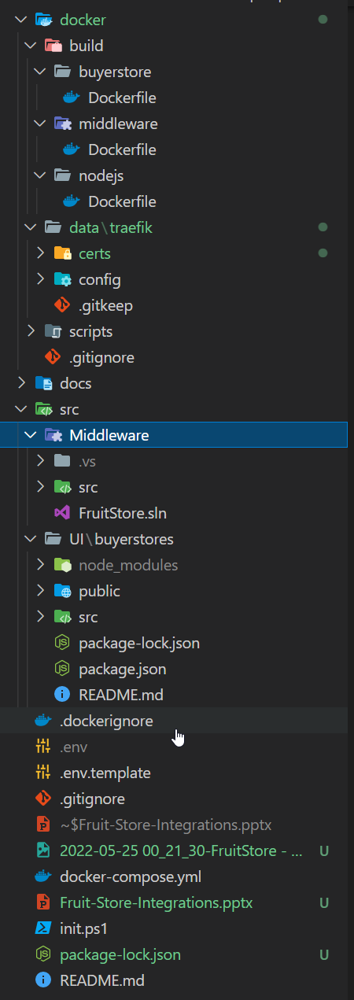 docker
build
buyerstore
Dockerfile
middleware
Dockerfile
nodejs
Dockerfile
data\traefik
certs
config
.gitkeep
scripts
.gitignore
docs
src
Middleware
.vs
src
FruitStore.sln
UI\buyerstores
node_modules
public
src
package-lock.json
package.json
README.md
.dockerignore
.env
.env.template
.gitignore
~$Fruit-Store-Integrations.pptx
2022-05-25 00_21_30-FruitStore - ... U
docker-compose.yml
Fruit-Store-Integrations.pptx U
init.ps1
package-lock.json U
README.md